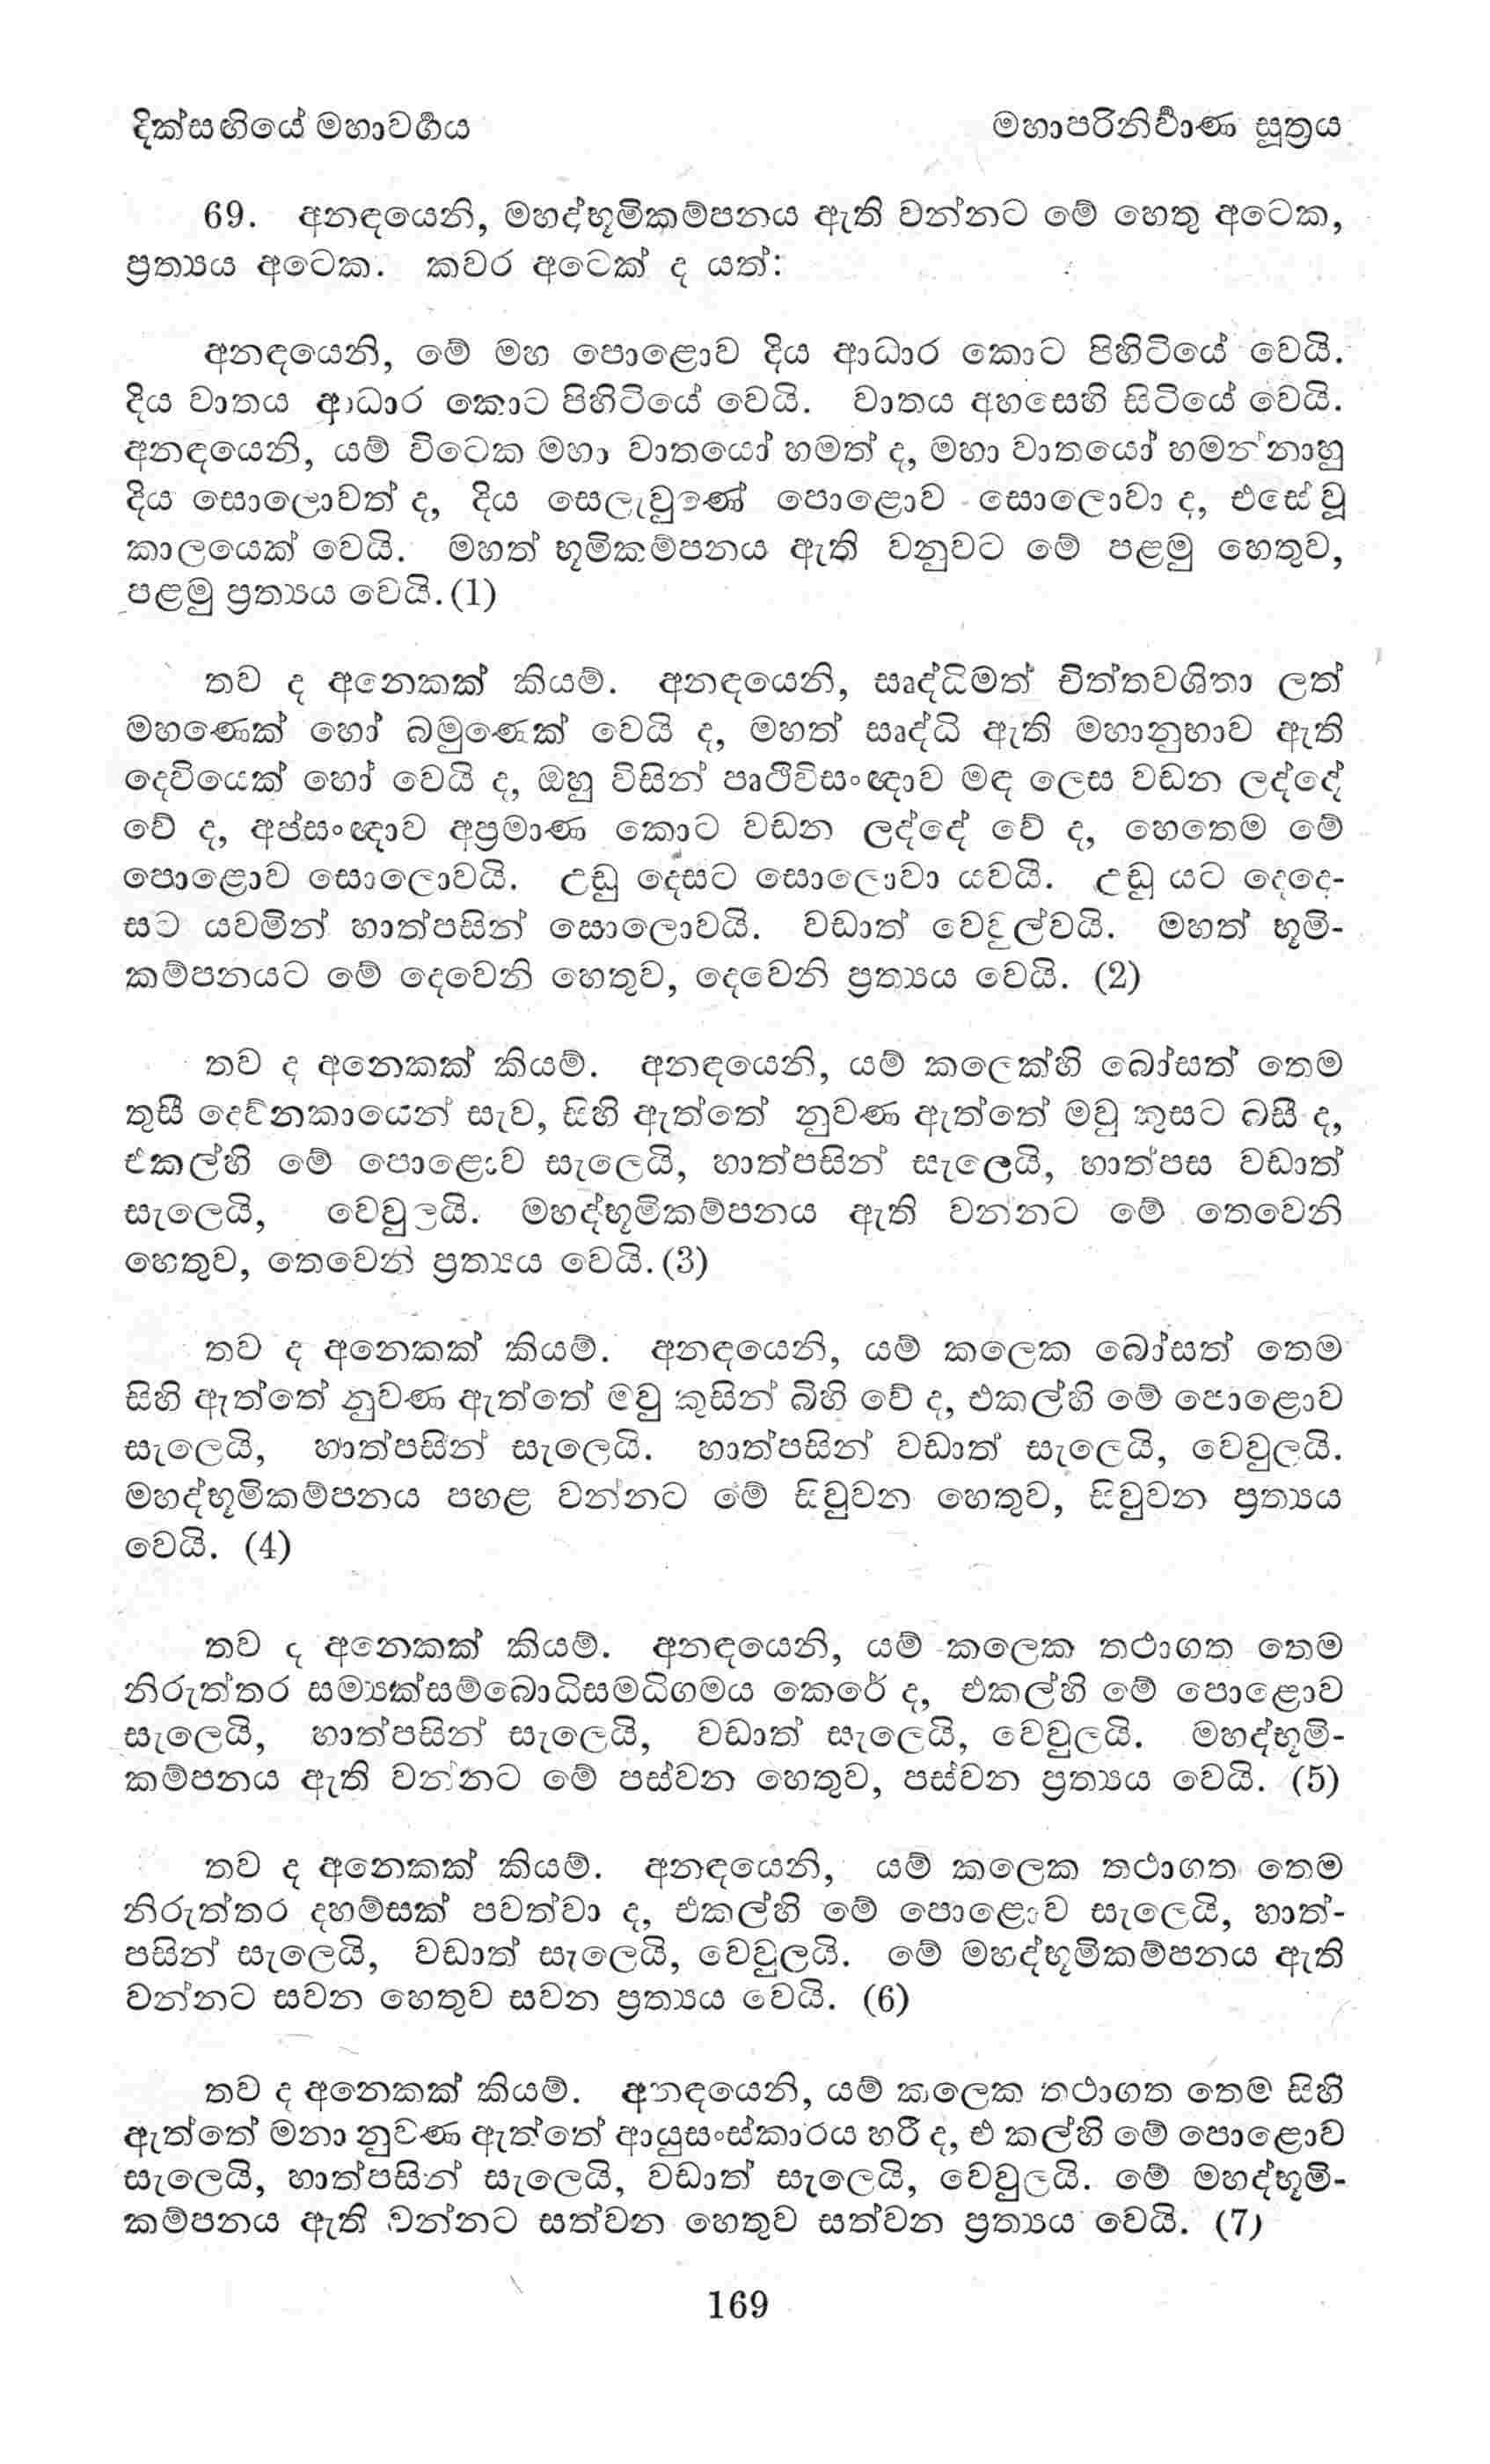 දික්සඟියේ මහාවර්‍ගය
මහාපරිනිර්‍වාණ සූත්‍රය
69. අනඳයෙනි, මහද්භූමිකම්පනය ඇති වන්නට මේ හෙතු අටෙක,
ප්‍රත්‍යය අටෙක. කවර අටෙක් ද යත්:
අනඳයෙනි, මේ මහ පොළොව දිය ආධාර කොට පිහිටියේ වෙයි.
දිය වාතය ආධාර කොට පිහිටියේ වෙයි. වාතය අහසෙහි සිටියේ වෙයි.
අනඳයෙනි, යම් විටෙක මහා වාතයෝ හමත් ද, මහා වාතයෝ හමන්නාහු
දිය සොලොවත් ද, දිය සෙලැවුණේ පොළොව සොලොවා ද, එසේ වූ
කාලයෙක් වෙයි. මහත් භූමිකම්පනය ඇති වනුවට මේ පළමු හෙතුව,
පළමු ප්‍රත්‍යය වෙයි. (1)
තව ද අනෙකක් කියම්. අනඳයෙනි, සෘද්ධිමත් චිත්තවශිතා ලත්
මහණෙක් හෝ බමුණෙක් වෙයි ද, මහත් සෘද්ධි ඇති මහානුභාව ඇති
දෙවියෙක් හෝ වෙයි ද, ඔහු විසින් පෘථිවිසංඥාව මඳ ලෙස වඩන ලද්දේ
වේ ද, අප්සංඥාව අප්‍රමාණ කොට වඩන ලද්දේ වේ ද, හෙතෙම මේ
පොළොව සොලොවයි. උඩු දෙසට සොලොවා යවයි. උඩු යට දෙදෙ-
සට යවමින් හාත්පසින් සොලොවයි. වඩාත් වෙවුල්වයි. මහත් භූමි-
කම්පනයට මේ දෙවෙනි හෙතුව, දෙවෙනි ප්‍රත්‍යය වෙයි. (2)
තව ද අනෙකක් කියම්. අනඳයෙනි, යම් කලෙක්හි බෝසත් තෙම
තුසී දෙව්නකායෙන් සැව, සිහි ඇත්තේ නුවණ ඇත්තේ මවු කුසට බසී ද,
එකල්හි මේ පොළොව සැලෙයි, හාත්පසින් සැලෙයි, හාත්පස වඩාත්
සැලෙයි, වෙවුලයි. මහද්භූමිකම්පනය ඇති වන්නට මේ තෙවෙනි
හෙතුව, තෙවෙනි ප්‍රත්‍යය වෙයි. (3)
තව ද අනෙකක් කියම්. අනඳයෙනි, යම් කලෙක බෝසත් තෙම
සිහි ඇත්තේ නුවණ ඇත්තේ මවු කුසින් බිහි වේ ද, එකල්හි මේ පොළොව
සැලෙයි, හාත්පසින් සැලෙයි. හාත්පසින් වඩාත් සැලෙයි, වෙවුලයි.
මහද්භූමිකම්පනය පහළ වන්නට මේ සිවුවන හෙතුව, සිවුවන ප්‍රත්‍යය
වෙයි. (4)
තව ද අනෙකක් කියම්. අනඳයෙනි, යම් කලෙක තථාගත තෙම
නිරුත්තර සම්‍යක්සම්බොධිසමධිගමය කෙරේ ද, එකල්හි මේ පොළොව
සැලෙයි, හාත්පසින් සැලෙයි, වඩාත් සැලෙයි, වෙවුලයි. මහද්භූමි-
කම්පනය ඇති වන්නට මේ පස්වන හෙතුව, පස්වන ප්‍රත්‍යය වෙයි. (5)
තව ද අනෙකක් කියම්. අනඳයෙනි, යම් කලෙක තථාගත තෙම
නිරුත්තර දහම්සක් පවත්වා ද, එකල්හි මේ පොළොව සැලෙයි, හාත්-
පසින් සැලෙයි, වඩාත් සැලෙයි, වෙවුලයි. මේ මහද්භූමිකම්පනය ඇති
වන්නට සවන හෙතුව සවන ප්‍රත්‍යය වෙයි. (6)
තව ද අනෙකක් කියම්. අනඳයෙනි, යම් කලෙක තථාගත තෙම සිහි
ඇත්තේ මනා නුවණ ඇත්තේ ආයුසංස්කාරය හරී ද, එ කල්හි මේ පොළොව
සැලෙයි, හාත්පසින් සැලෙයි, වඩාත් සැලෙයි, වෙවුලයි. මේ මහද්භූමි-
කම්පනය ඇති වන්නට සත්වන හෙතුව සත්වන ප්‍රත්‍යය වෙයි. (7)
169